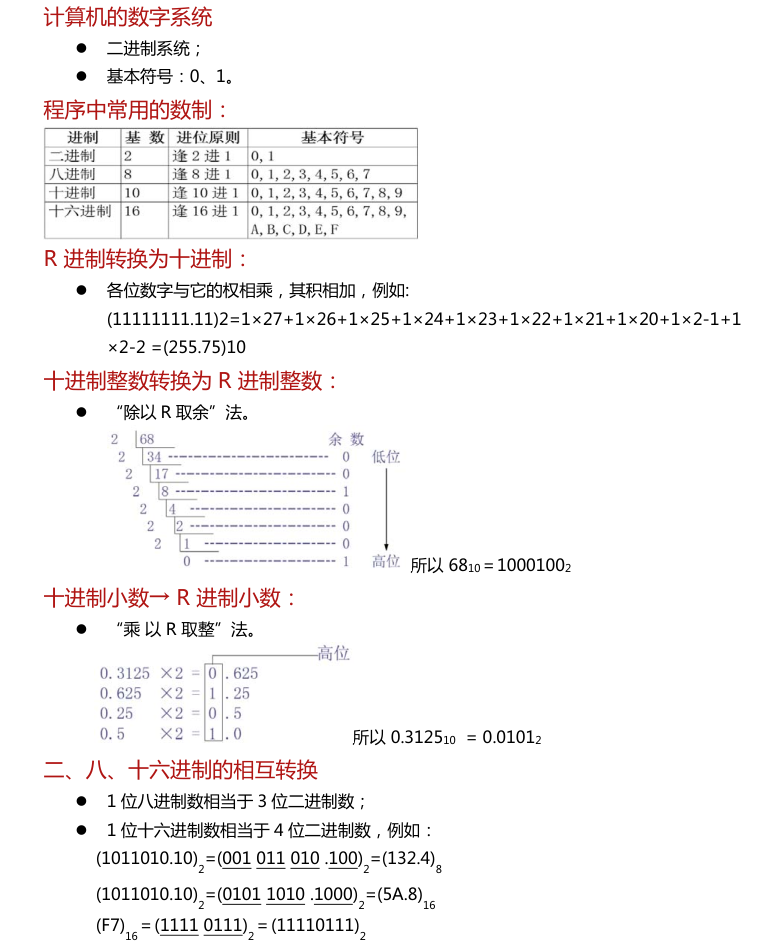 计算机的数字系统
● 二进制系统；
● 基本符号：0、1。
程序中常用的数制：
进制 基 数 进位原则 基本符号
二进制 2 逢 2 进 1 0,1
八进制 8 逢 8 进 1 0,1,2,3,4,5,6,7
十进制 10 逢 10 进 1 0,1,2,3,4,5,6,7,8,9
十六进制 16 逢 16 进 1 0,1,2,3,4,5,6,7,8,9,
A,B,C,D,E,F
R 进制转换为十进制：
● 各位数字与它的权相乘，其积相加，例如:
(11111111.11)2=1×27+1×26+1×25+1×24+1×23+1×22+1×21+1×20+1×2-1+1
×2-2 =(255.75)10
十进制整数转换为 R 进制整数：
● “除以 R 取余”法。
2 68 余 数
2 34 0 低位
2 17 0
2 8 1
2 4 0
2 2 0
2 1 0
0 1 高位 所以 68₁₀ = 1000100₂
十进制小数→ R 进制小数：
● “乘 以 R 取整”法。
高位
0.3125 ×2 = 0.625
0.625 ×2 = 1.25
0.25 ×2 = 0.5
0.5 ×2 = 1.0
所以 0.3125₁₀ = 0.0101₂
二、八、十六进制的相互转换
● 1 位八进制数相当于 3 位二进制数；
● 1 位十六进制数相当于 4 位二进制数，例如：
(1011010.10)₂=(001 011 010 .100)₂=(132.4)₈
(1011010.10)₂=(0101 1010 .1000)₂=(5A.8)₁₆
(F7)₁₆ = (1111 0111)₂ = (11110111)₂